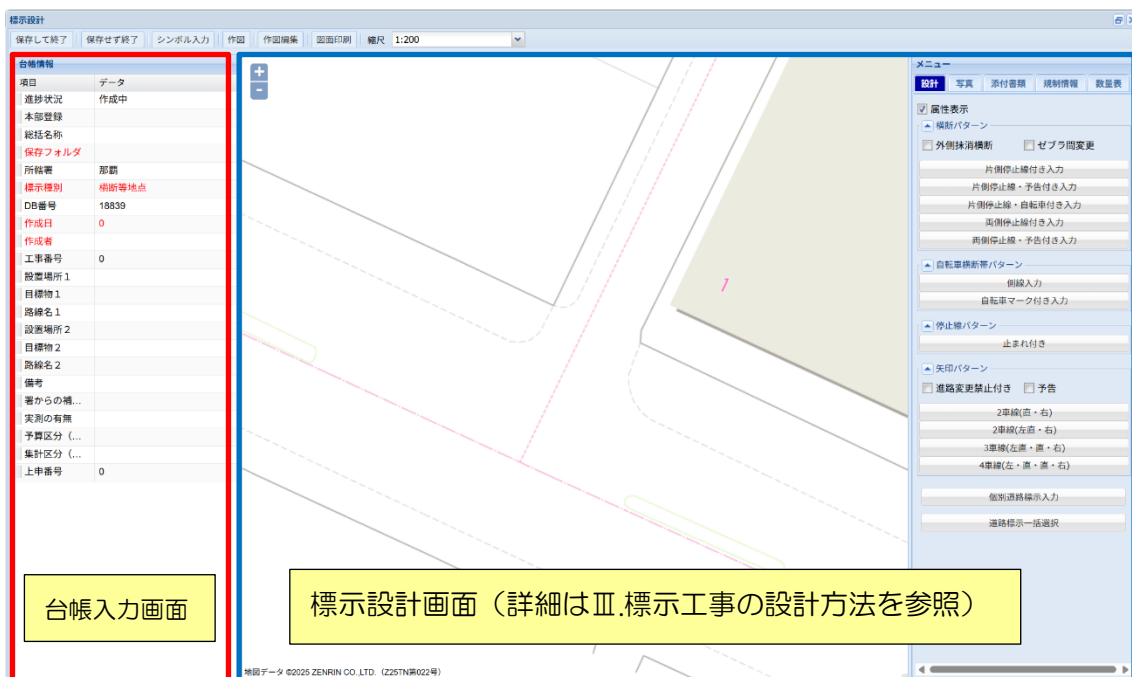 標示設計
保存して終了 保存せず終了 シンボル入力 作図 作図編集 図面印刷 縮尺 1:200
台帳情報
項目 データ
進捗状況 作成中
本部登録
総括名称
保存フォルダ
所轄署 那覇
標示種別 横断等地点
DB番号 18839
作成日 0
作成者
工事番号 0
設置場所1
目標物1
路線名1
設置場所2
目標物2
路線名2
備考
署からの補...
実測の有無
予算区分(...
集計区分(...
上申番号 0
台帳入力画面
+
-
1
標示設計画面(詳細はⅢ.標示工事の設計方法を参照)
地図データ ©2025 ZENRIN CO.,LTD. (Z25TN第022号)
メニュー
設計 写真 添付書類 規制情報 数量表
属性表示
横断パターン
外側抹消横断 ゼブラ間変更
片側停止線付き入力
片側停止線・予告付き入力
片側停止線・自転車付き入力
両側停止線付き入力
両側停止線・予告付き入力
自転車横断帯パターン
側線入力
自転車マーク付き入力
停止線パターン
止まれ付き
矢印パターン
進路変更禁止付き 予告
2車線(直・右)
2車線(左直・右)
3車線(左直・直・右)
4車線(左・直・直・右)
個別道路標示入力
道路標示一括選択